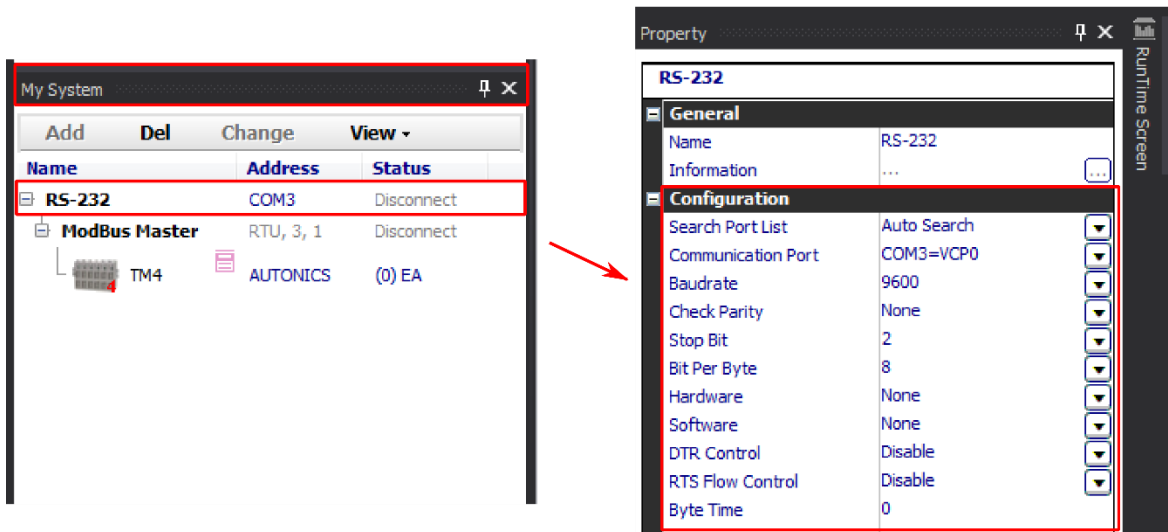 My System
Add Del Change View
Name Address Status
RS-232 COM3 Disconnect
ModBus Master RTU, 3, 1 Disconnect
4 TM4 AUTONICS (0) EA
Property
RS-232
General
Name RS-232
Information ... ...
Configuration
Search Port List Auto Search
Communication Port COM3=VCP0
Baudrate 9600
Check Parity None
Stop Bit 2
Bit Per Byte 8
Hardware None
Software None
DTR Control Disable
RTS Flow Control Disable
Byte Time 0
RunTime Screen